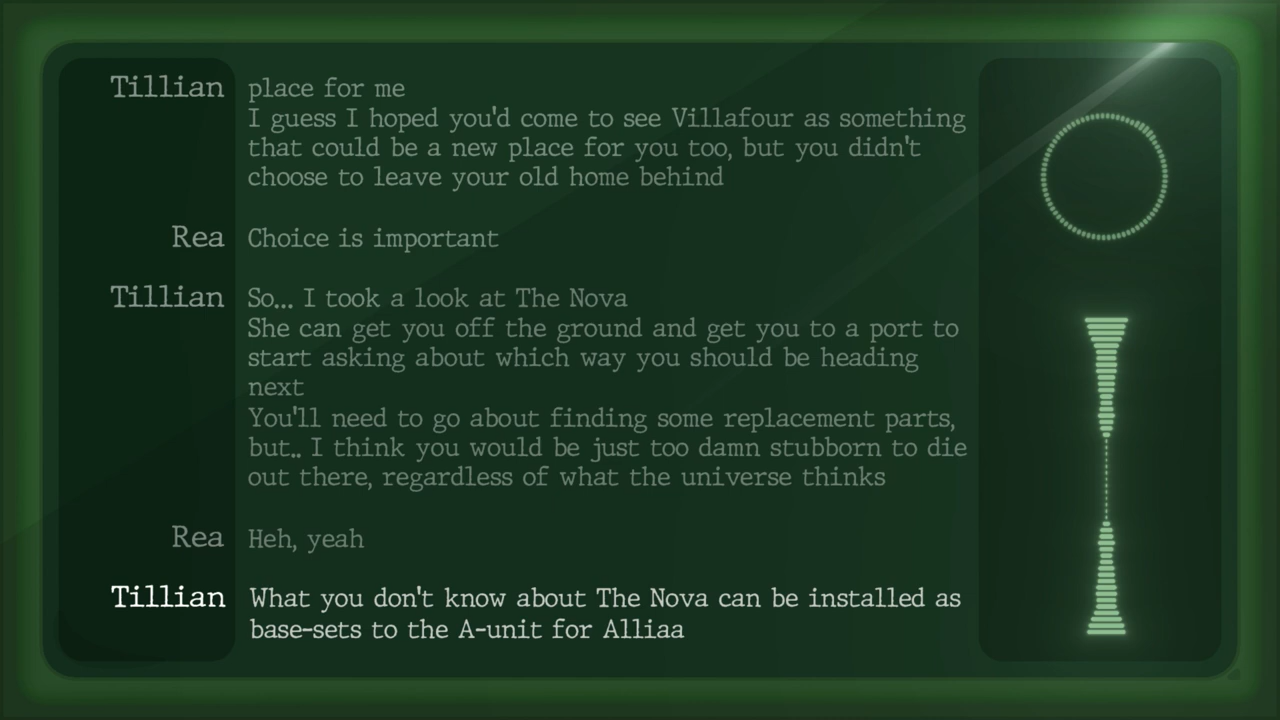 Tillian place for me
I guess I hoped you'd come to see Villafour as something
that could be a new place for you too, but you didn't
choose to leave your old home behind
Rea Choice is important
Tillian So... I took a look at The Nova
She can get you off the ground and get you to a port to
start asking about which way you should be heading
next
You'll need to go about finding some replacement parts,
but.. I think you would be just too damn stubborn to die
out there, regardless of what the universe thinks
Rea Heh, yeah
Tillian What you don't know about The Nova can be installed as
base-sets to the A-unit for Alliaa